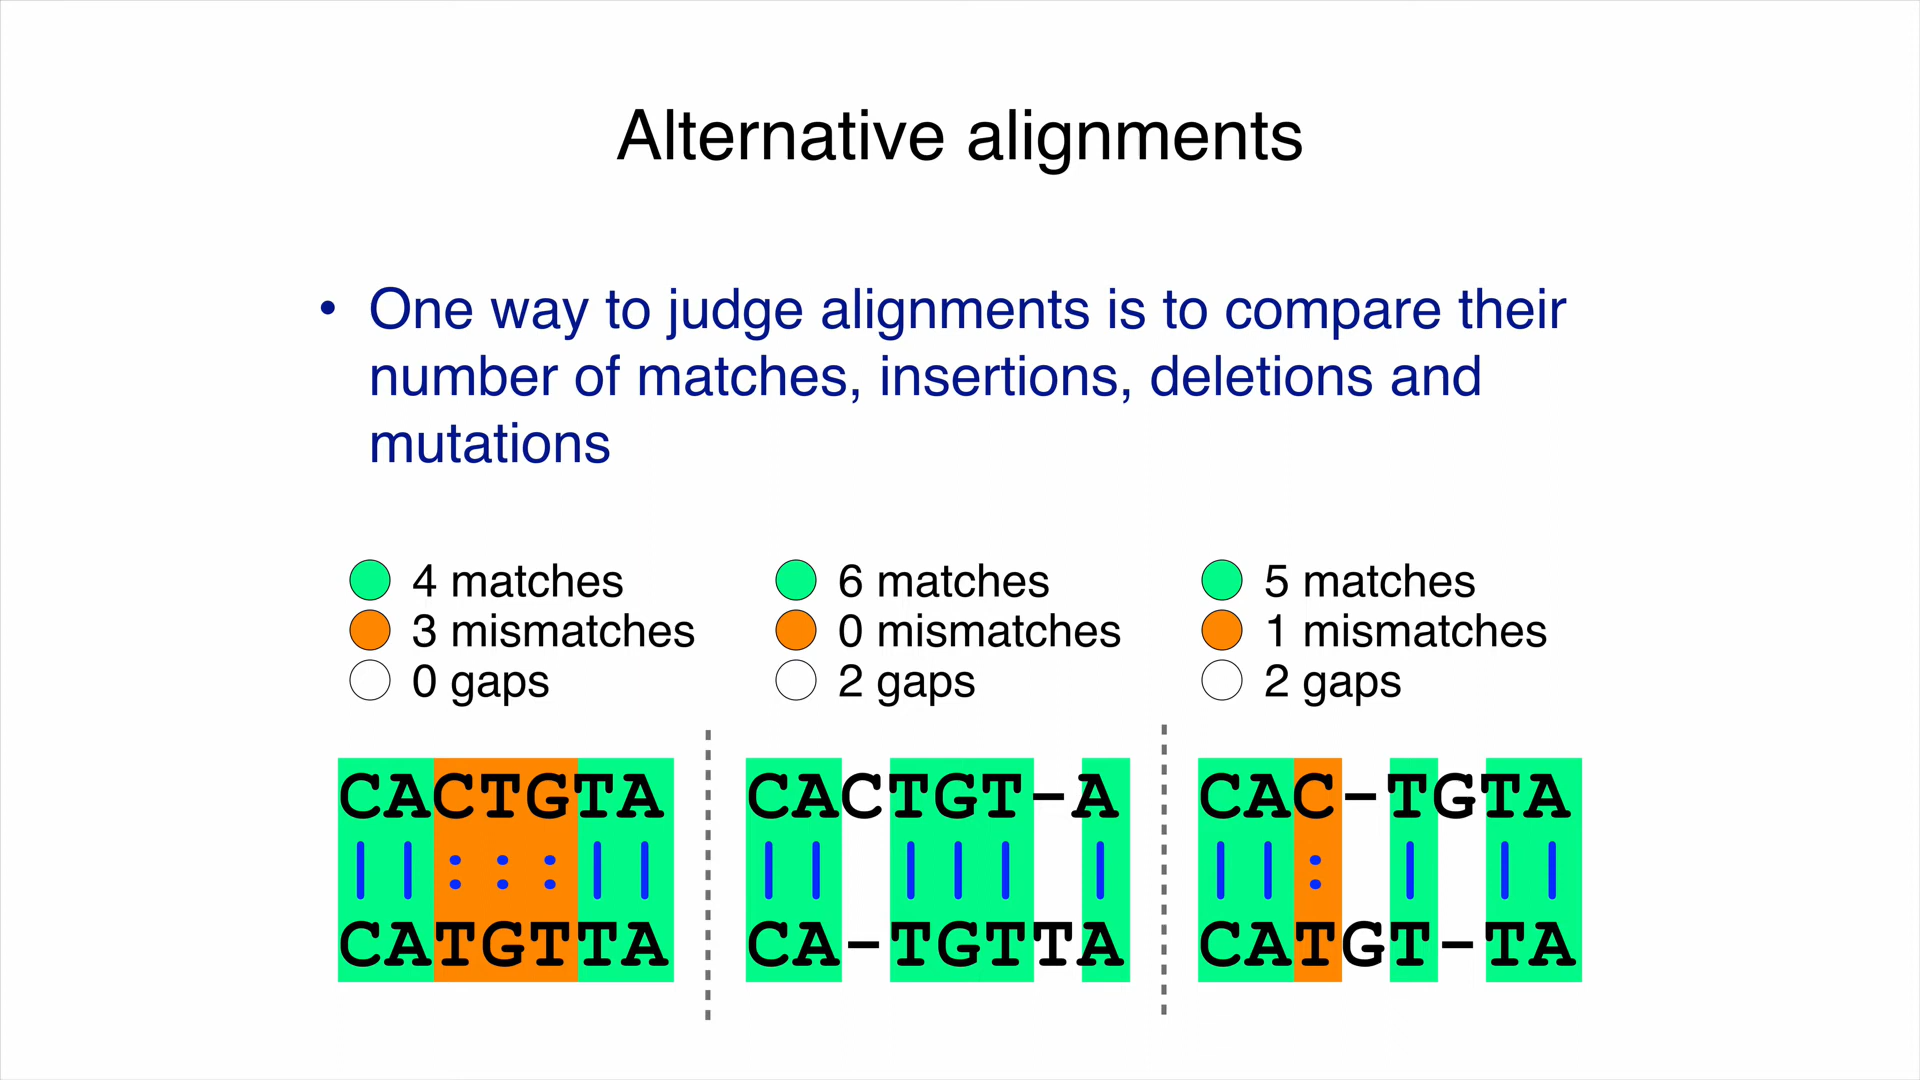 Alternative alignments
• One way to judge alignments is to compare their
number of matches, insertions, deletions and
mutations
4 matches
3 mismatches
0 gaps
6 matches
0 mismatches
2 gaps
5 matches
1 mismatches
2 gaps
CACTGTA
||:::||
CATGTTA
CACTGT-A
|| ||| |
CA-TGTTA
CAC-TGTA
||: | ||
CATGT-TA